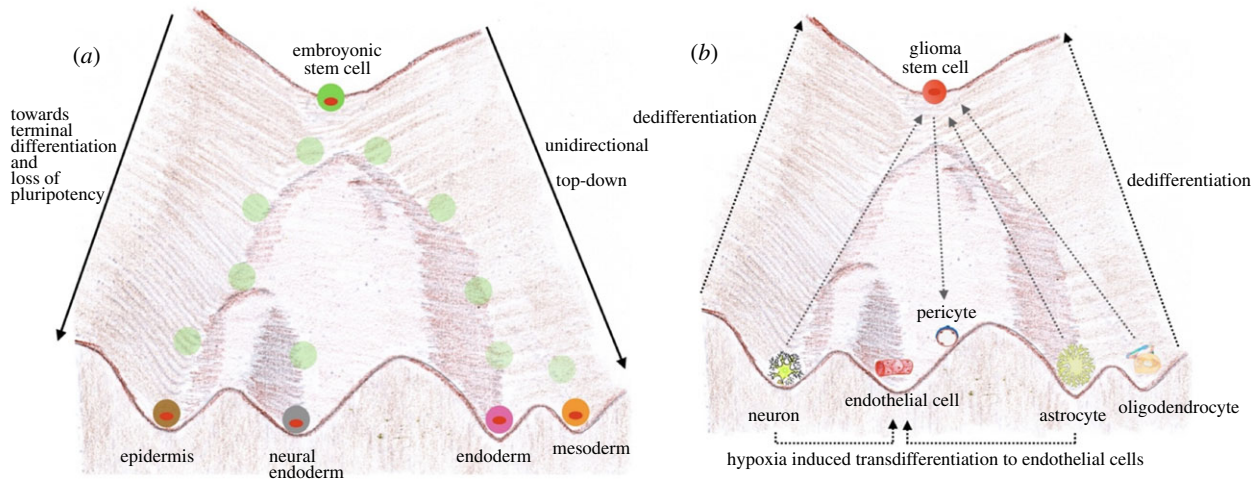 (a)
embroyonic
stem cell
towards
terminal
differentiation
and
loss of
pluripotency
unidirectional
top-down
epidermis
neural
endoderm
endoderm
mesoderm
(b)
glioma
stem cell
dedifferentiation
dedifferentiation
pericyte
neuron
endothelial cell
astrocyte
oligodendrocyte
hypoxia induced transdifferentiation to endothelial cells